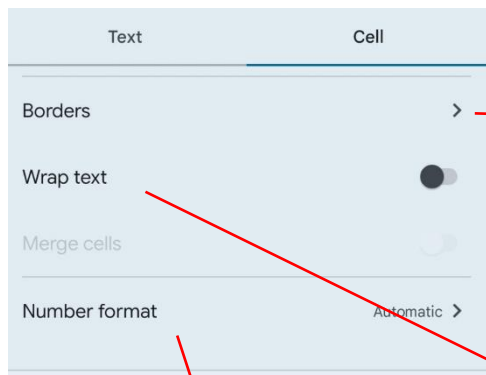 Text Cell
Borders
Wrap text
Merge cells
Number format Automatic